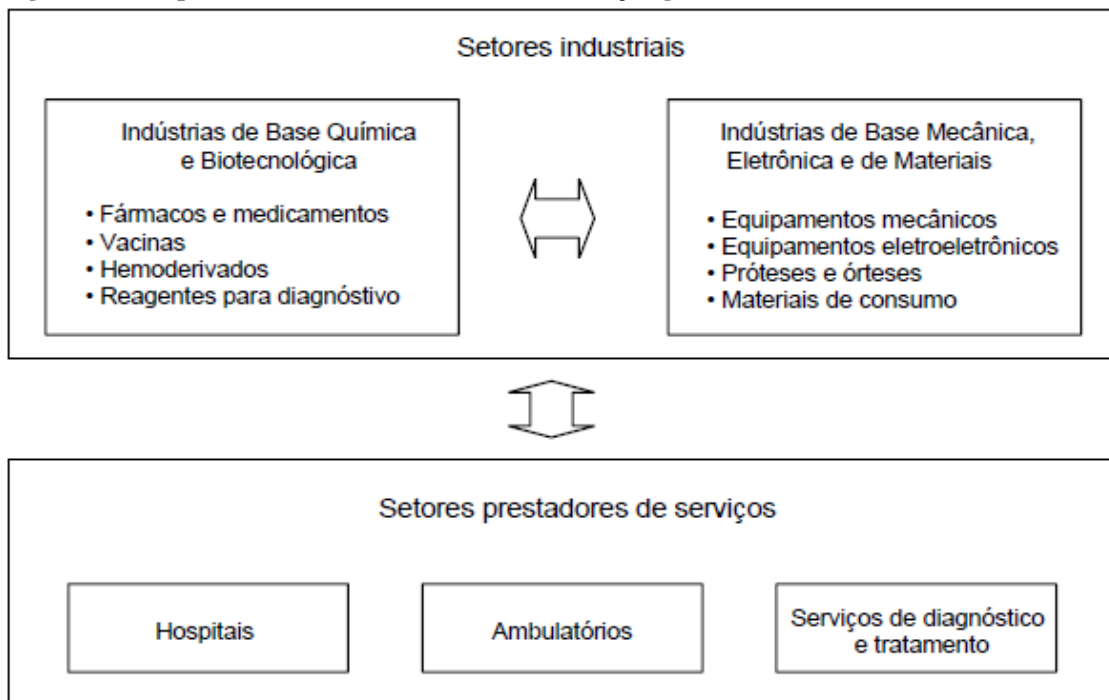 Setores industriais
Indústrias de Base Química
e Biotecnológica
• Fármacos e medicamentos
• Vacinas
• Hemoderivados
• Reagentes para diagnóstivo
Indústrias de Base Mecânica,
Eletrônica e de Materiais
• Equipamentos mecânicos
• Equipamentos eletroeletrônicos
• Próteses e órteses
• Materiais de consumo
Setores prestadores de serviços
Hospitais
Ambulatórios
Serviços de diagnóstico
e tratamento